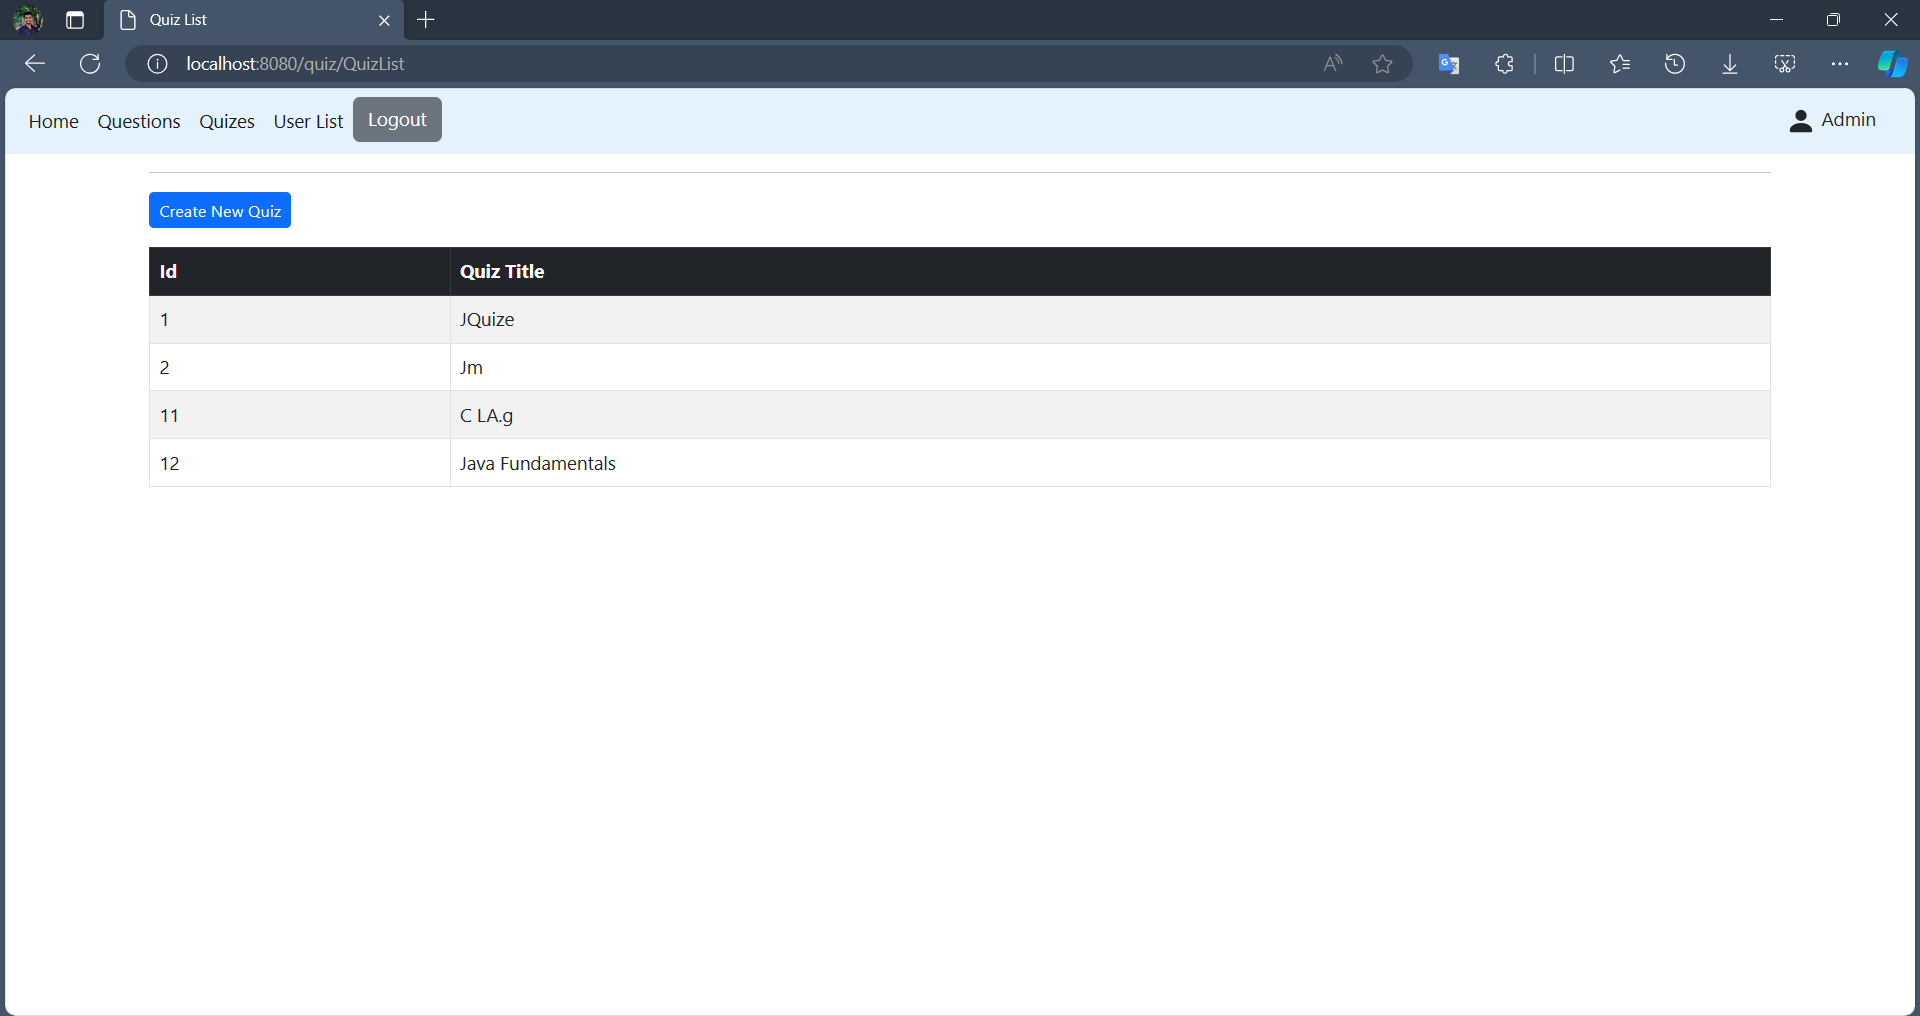 Quiz List
localhost:8080/quiz/QuizList
Home Questions Quizes User List Logout Admin
Create New Quiz
Id Quiz Title
1 JQuize
2 Jm
11 C LA.g
12 Java Fundamentals